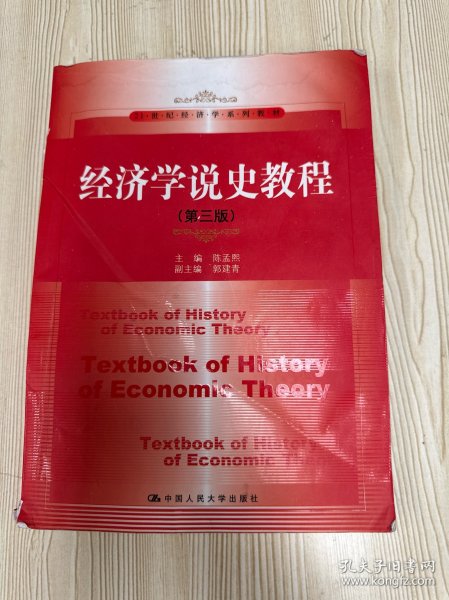 21·世·纪·经·济·学·系·列·教·材
经济学说史教程
(第三版)
主 编 陈孟熙
副主编 郭建青
Textbook of History
of Economic Theory
Textbook of History
of Economic Theory
Textbook of History
of Economic
中国人民大学出版社
孔夫子旧书网
www.kongfz.com